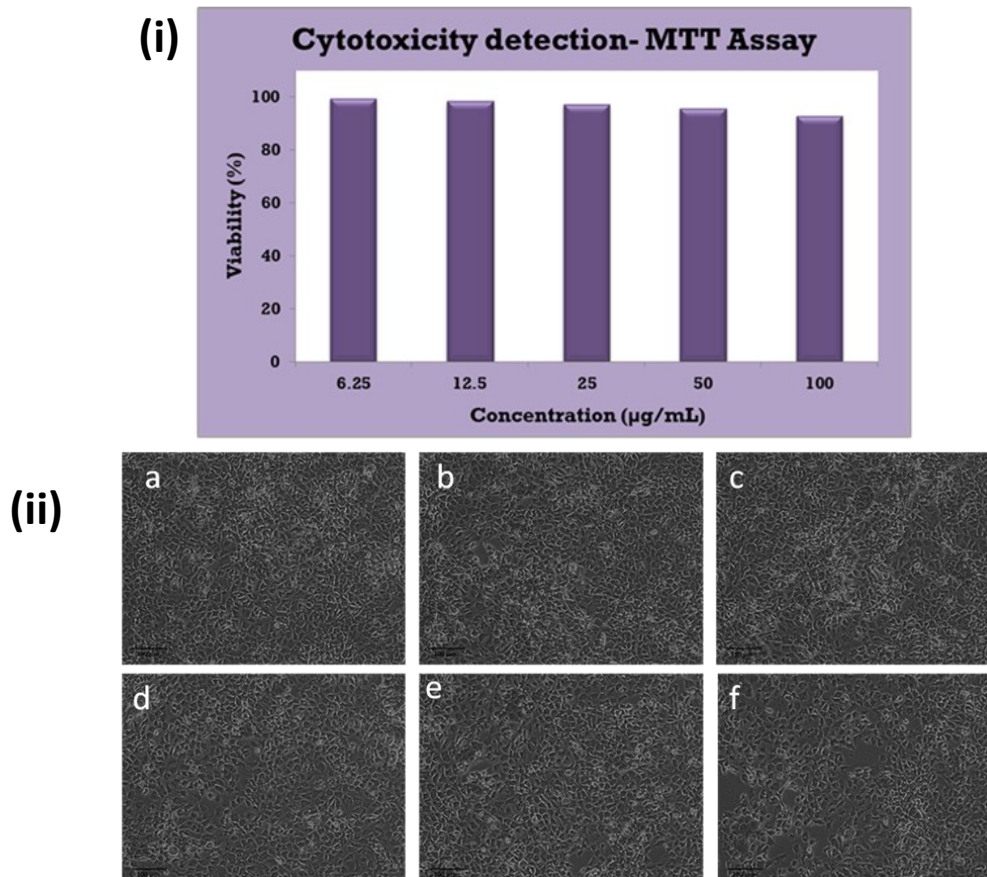 (i)
Cytotoxicity detection- MTT Assay
Viability (%)
100
80
60
40
20
0
6.25 12.5 25 50 100
Concentration (µg/mL)
(ii)
a b c
d e f